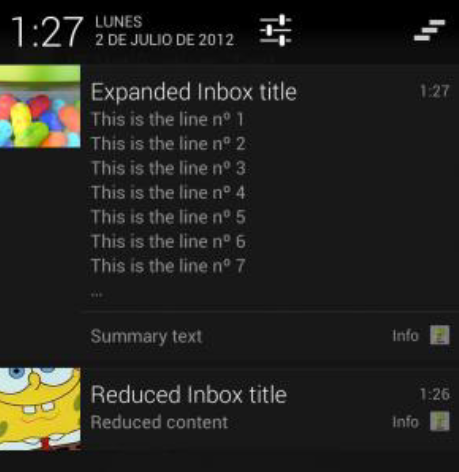 1:27
LUNES
2 DE JULIO DE 2012
Expanded Inbox title 1:27
This is the line nº 1
This is the line nº 2
This is the line nº 3
This is the line nº 4
This is the line nº 5
This is the line nº 6
This is the line nº 7
...
Summary text Info
Reduced Inbox title 1:26
Reduced content Info